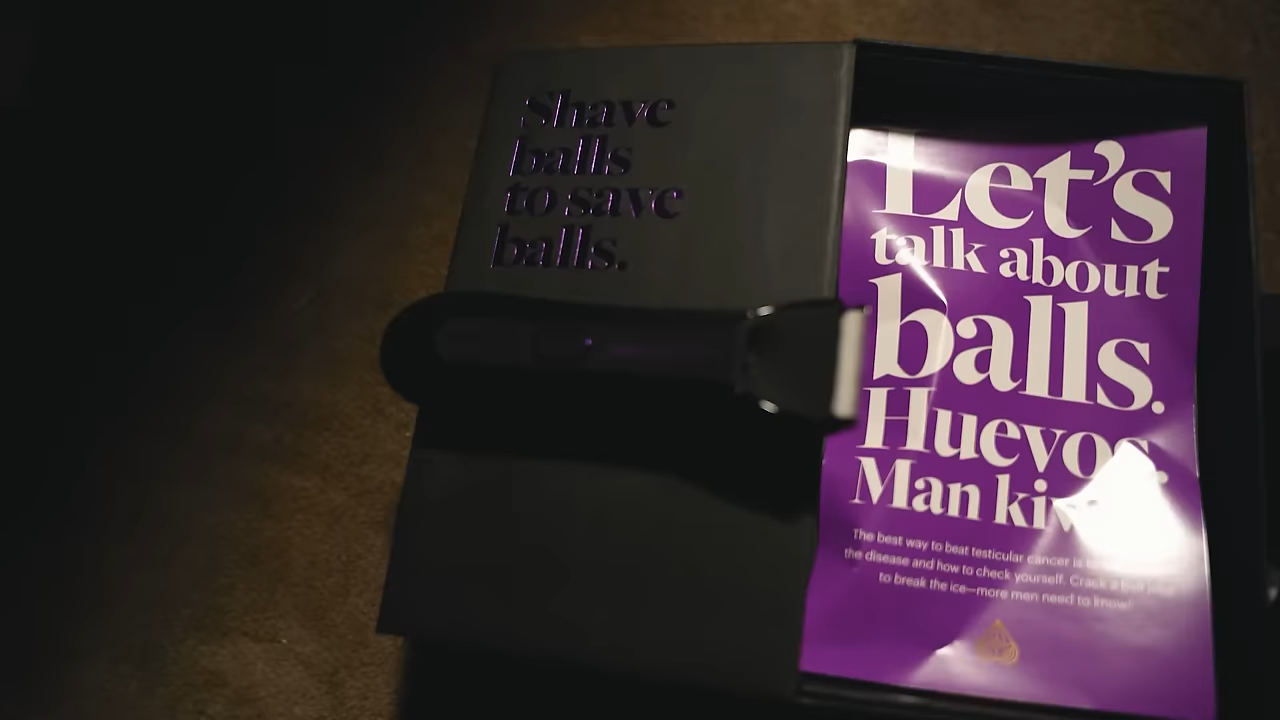 Shave
balls
to save
balls.
Let's
talk about
balls.
Huevos.
Man
The best way to beat testicular cancer is
the disease and how to check yourself. Crack a ball
to break the ice—more men need to know!